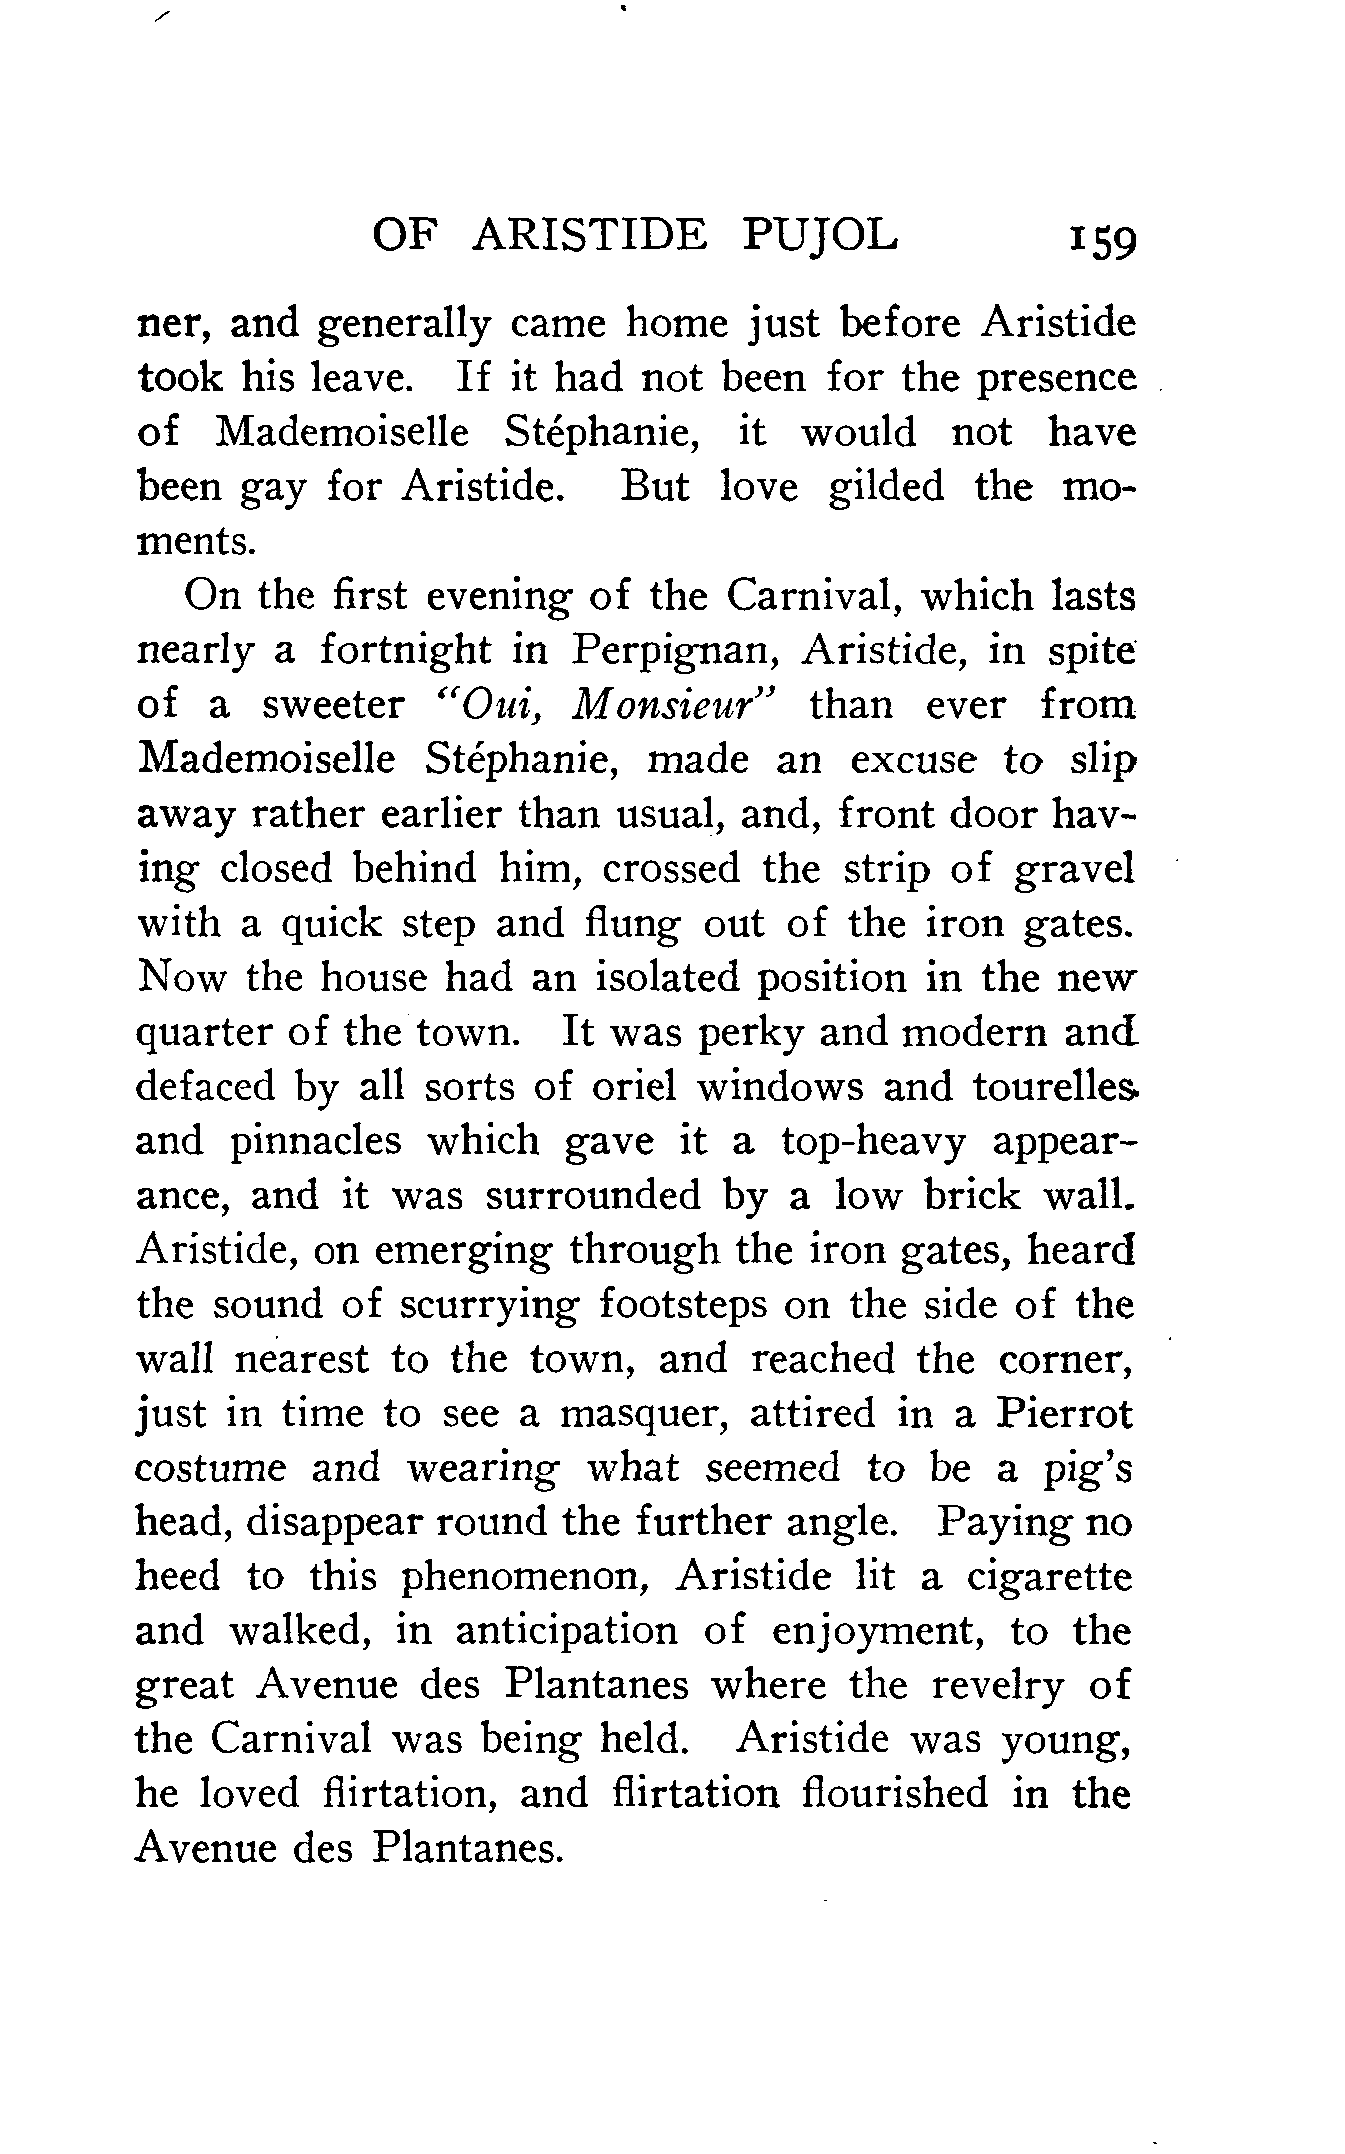 OF ARISTIDE PUJOL 159
ner, and generally came home just before Aristide
took his leave. If it had not been for the presence
of Mademoiselle Stéphanie, it would not have
been gay for Aristide. But love gilded the mo-
ments.
On the first evening of the Carnival, which lasts
nearly a fortnight in Perpignan, Aristide, in spite
of a sweeter “Oui, Monsieur” than ever from
Mademoiselle Stéphanie, made an excuse to slip
away rather earlier than usual, and, front door hav-
ing closed behind him, crossed the strip of gravel
with a quick step and flung out of the iron gates.
Now the house had an isolated position in the new
quarter of the town. It was perky and modern and
defaced by all sorts of oriel windows and tourelles
and pinnacles which gave it a top-heavy appear-
ance, and it was surrounded by a low brick wall.
Aristide, on emerging through the iron gates, heard
the sound of scurrying footsteps on the side of the
wall nearest to the town, and reached the corner,
just in time to see a masquer, attired in a Pierrot
costume and wearing what seemed to be a pig’s
head, disappear round the further angle. Paying no
heed to this phenomenon, Aristide lit a cigarette
and walked, in anticipation of enjoyment, to the
great Avenue des Plantanes where the revelry of
the Carnival was being held. Aristide was young,
he loved flirtation, and flirtation flourished in the
Avenue des Plantanes.